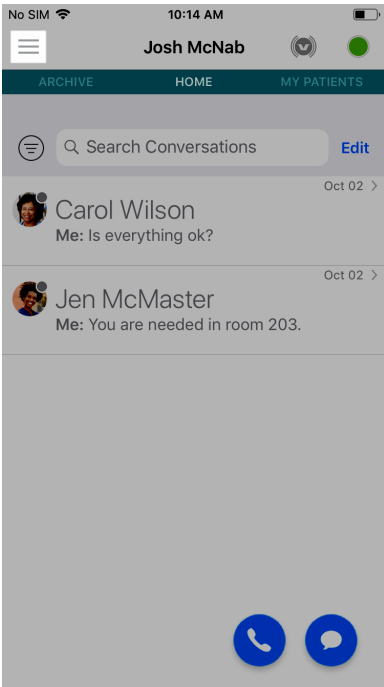 No SIM 10:14 AM
Josh McNab
ARCHIVE HOME MY PATIENTS
Search Conversations Edit
Oct 02
Carol Wilson
Me: Is everything ok?
Oct 02
Jen McMaster
Me: You are needed in room 203.